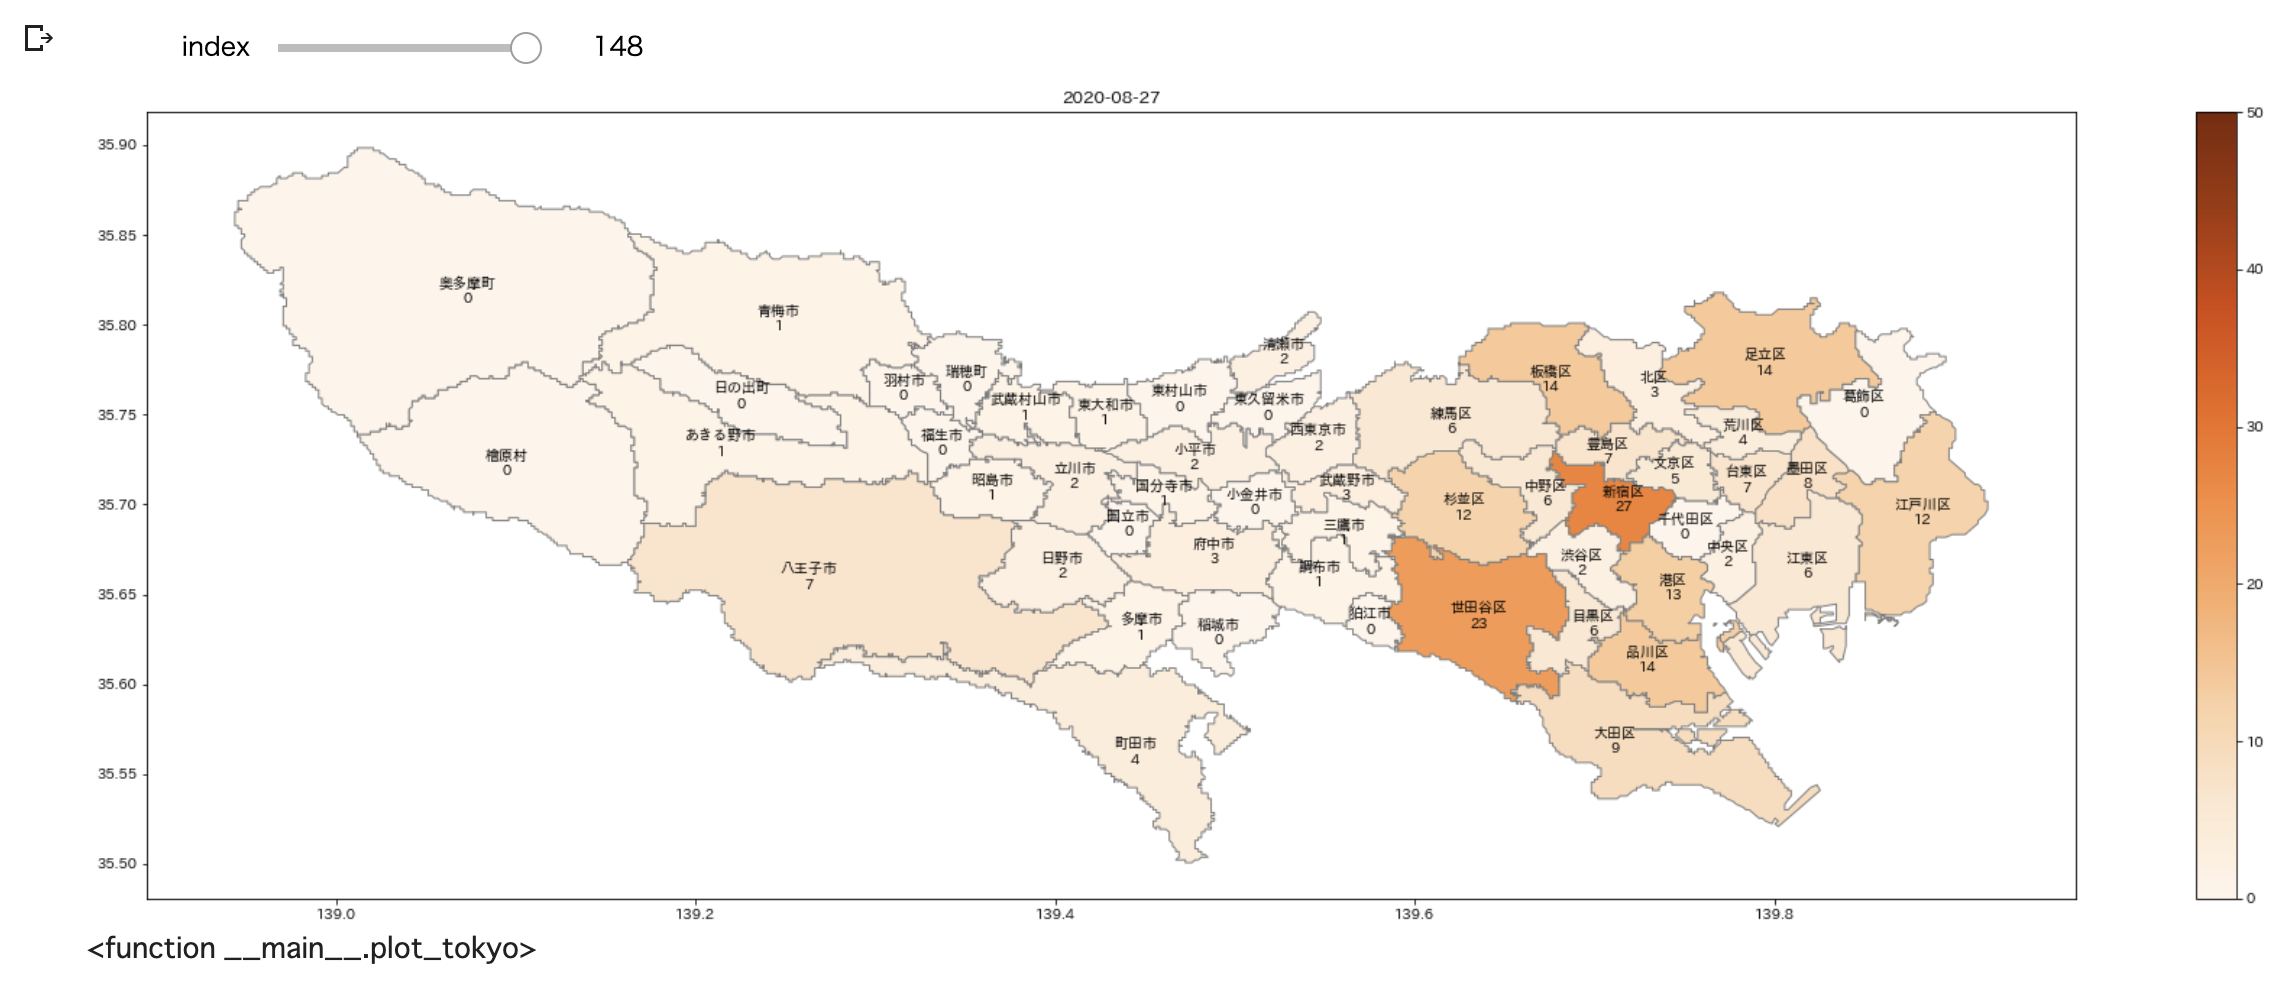 index 148
2020-08-27
35.90
35.85
35.80
35.75
35.70
35.65
35.60
35.55
35.50
奥多摩町
0
青梅市
1
清瀬市
2
足立区
14
板橋区
14
北区
3
瑞穂町
0
羽村市
0
日の出町
0
武蔵村山市
1
東大和市
1
東村山市
0
東久留米市
0
葛飾区
0
練馬区
6
荒川区
4
西東京市
2
あきる野市
1
福生市
0
豊島区
7
小平市
2
檜原村
0
文京区
5
台東区
7
墨田区
8
立川市
2
昭島市
1
国分寺市
1
武蔵野市
3
中野区
6
新宿区
27
小金井市
0
杉並区
12
江戸川区
12
国立市
0
千代田区
0
三鷹市
1
府中市
3
中央区
2
日野市
2
渋谷区
2
江東区
6
八王子市
7
調布市
1
港区
13
世田谷区
23
狛江市
0
目黒区
6
多摩市
1
稲城市
0
品川区
14
大田区
9
町田市
4
139.0
139.2
139.4
139.6
139.8
50
40
30
20
10
0
<function __main__.plot_tokyo>